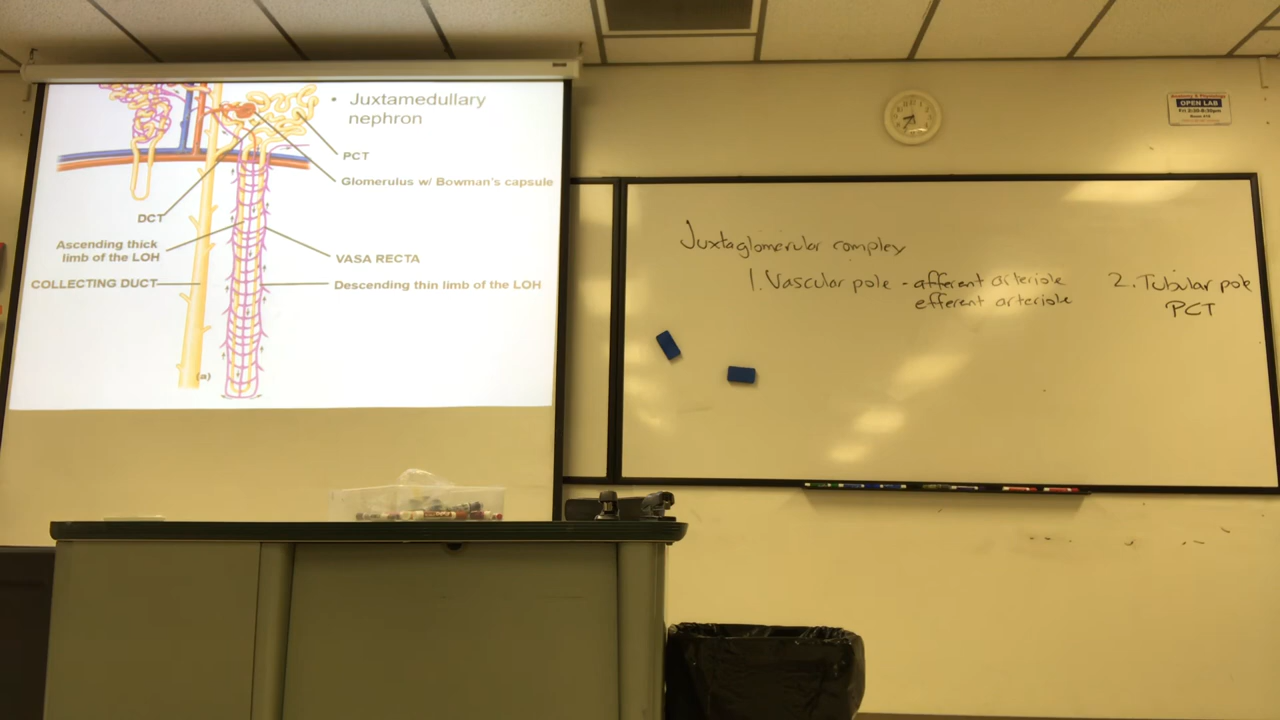 • Juxtamedullary
nephron
PCT
Glomerulus w/ Bowman's capsule
DCT
Ascending thick
limb of the LOH
VASA RECTA
COLLECTING DUCT
Descending thin limb of the LOH
(a)
Anatomy & Physiology
OPEN LAB
Juxtaglomerular complex
1. Vascular pole - afferent arteriole
efferent arteriole
2. Tubular pole
PCT